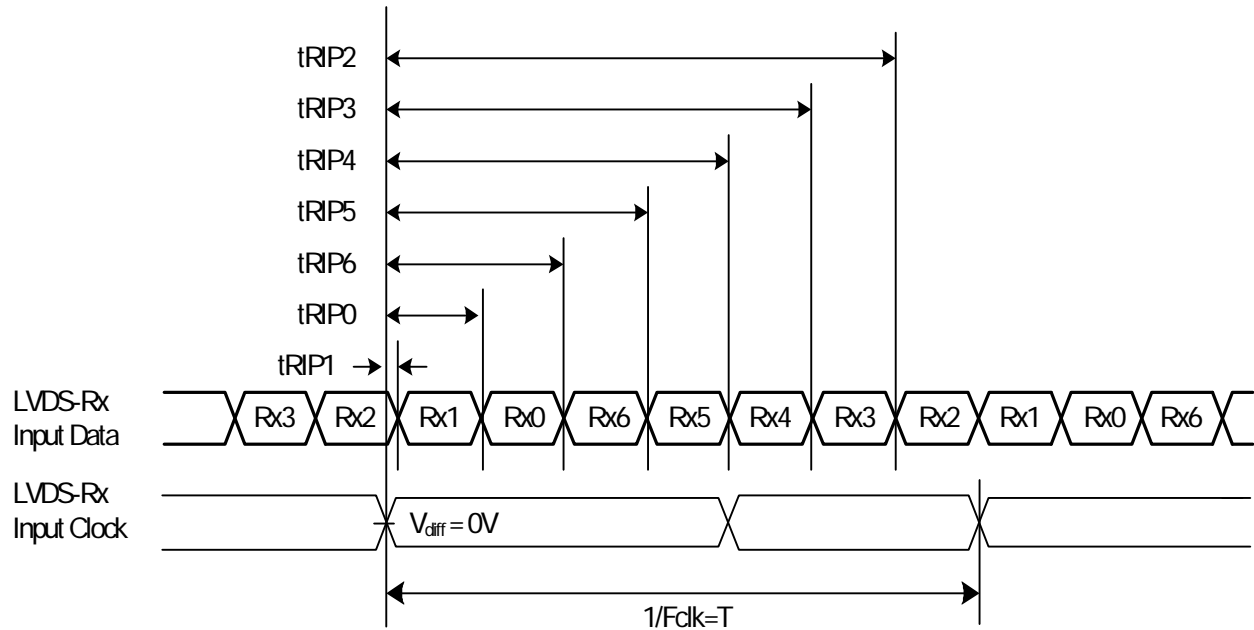 tRIP2
tRIP3
tRIP4
tRIP5
tRIP6
tRIP0
tRIP1
LVDS-Rx
Input Data
Rx3 Rx2 Rx1 Rx0 Rx6 Rx5 Rx4 Rx3 Rx2 Rx1 Rx0 Rx6
LVDS-Rx
Input Clock
Vdiff = 0V
1/Fclk=T